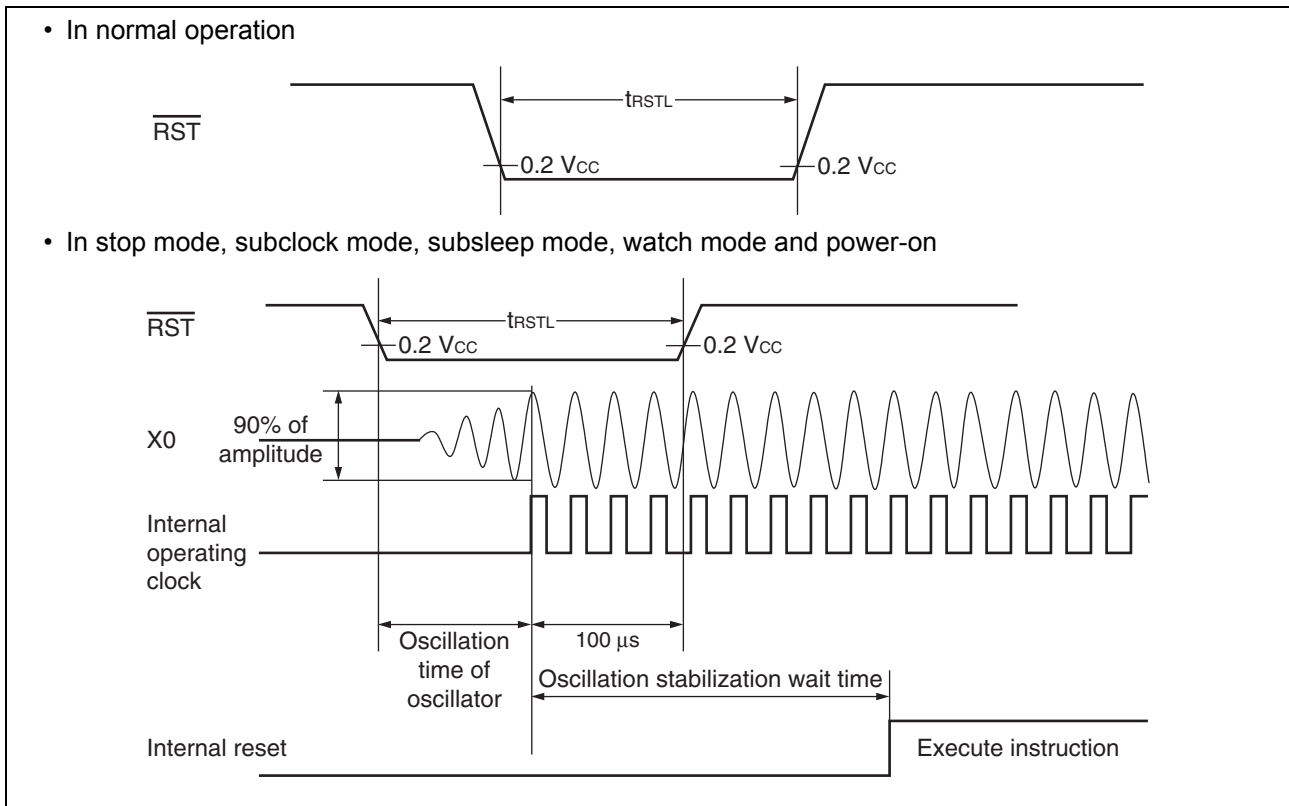 • In normal operation
tRSTL
RST
0.2 VCC
0.2 VCC
• In stop mode, subclock mode, subsleep mode, watch mode and power-on
RST
tRSTL
0.2 VCC
0.2 VCC
X0
90% of
amplitude
Internal
operating
clock
Oscillation
time of
oscillator
100 μs
Oscillation stabilization wait time
Internal reset
Execute instruction